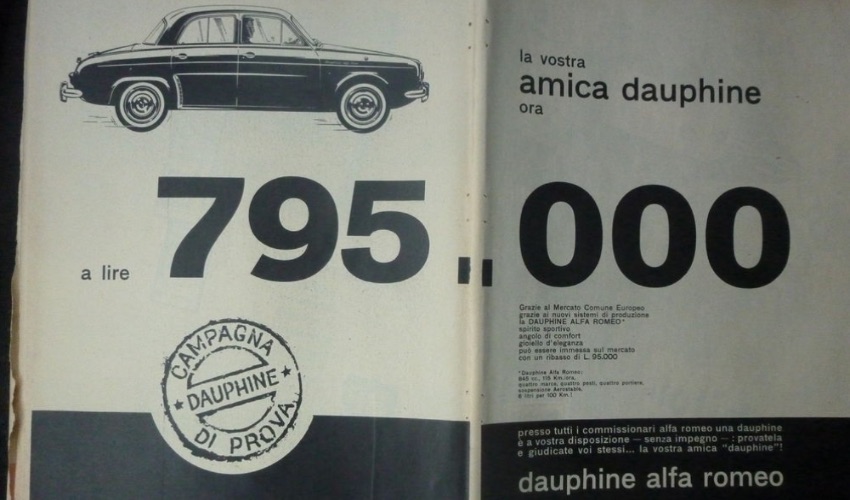 la vostra
amica dauphine
ora
a lire 795.000
CAMPAGNA
DAUPHINE
DI PROVA
Grazie al Mercato Comune Europeo
grazie ai nuovi sistemi di produzione
la DAUPHINE ALFA ROMEO*
spirito sportivo
angolo di comfort
gioiello d'eleganza
può essere immessa sul mercato
con un ribasso di L. 95.000
*Dauphine Alfa Romeo:
845 cc., 115 Km./ora,
quattro marce, quattro posti, quattro portiere,
sospensione Aerostable,
6 litri per 100 Km.!
presso tutti i commissionari alfa romeo una dauphine
è a vostra disposizione — senza impegno — : provatela
e giudicate voi stessi... la vostra amica "dauphine"!
dauphine alfa romeo